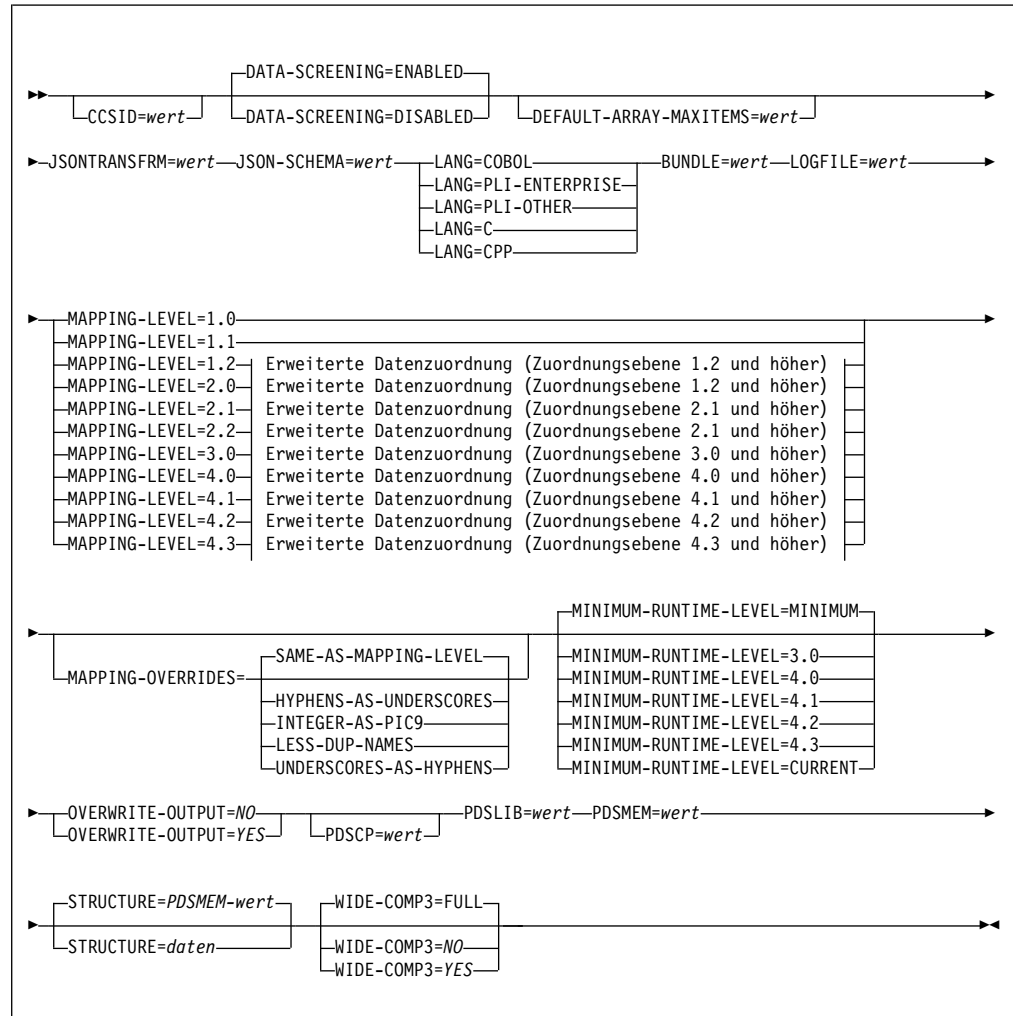 DATA-SCREENING=ENABLED
CCSID=wert DATA-SCREENING=DISABLED DEFAULT-ARRAY-MAXITEMS=wert
JSONTRANSFRM=wert JSON-SCHEMA=wert LANG=COBOL BUNDLE=wert LOGFILE=wert
LANG=PLI-ENTERPRISE
LANG=PLI-OTHER
LANG=C
LANG=CPP
MAPPING-LEVEL=1.0
MAPPING-LEVEL=1.1
MAPPING-LEVEL=1.2 Erweiterte Datenzuordnung (Zuordnungsebene 1.2 und höher)
MAPPING-LEVEL=2.0 Erweiterte Datenzuordnung (Zuordnungsebene 1.2 und höher)
MAPPING-LEVEL=2.1 Erweiterte Datenzuordnung (Zuordnungsebene 2.1 und höher)
MAPPING-LEVEL=2.2 Erweiterte Datenzuordnung (Zuordnungsebene 2.1 und höher)
MAPPING-LEVEL=3.0 Erweiterte Datenzuordnung (Zuordnungsebene 3.0 und höher)
MAPPING-LEVEL=4.0 Erweiterte Datenzuordnung (Zuordnungsebene 4.0 und höher)
MAPPING-LEVEL=4.1 Erweiterte Datenzuordnung (Zuordnungsebene 4.1 und höher)
MAPPING-LEVEL=4.2 Erweiterte Datenzuordnung (Zuordnungsebene 4.2 und höher)
MAPPING-LEVEL=4.3 Erweiterte Datenzuordnung (Zuordnungsebene 4.3 und höher)
MINIMUM-RUNTIME-LEVEL=MINIMUM
SAME-AS-MAPPING-LEVEL MINIMUM-RUNTIME-LEVEL=3.0
MAPPING-OVERRIDES= MINIMUM-RUNTIME-LEVEL=4.0
HYPHENS-AS-UNDERSCORES MINIMUM-RUNTIME-LEVEL=4.1
INTEGER-AS-PIC9 MINIMUM-RUNTIME-LEVEL=4.2
LESS-DUP-NAMES MINIMUM-RUNTIME-LEVEL=4.3
UNDERSCORES-AS-HYPHENS MINIMUM-RUNTIME-LEVEL=CURRENT
OVERWRITE-OUTPUT=NO PDSLIB=wert PDSMEM=wert
OVERWRITE-OUTPUT=YES PDSCP=wert
STRUCTURE=PDSMEM-wert WIDE-COMP3=FULL
STRUCTURE=daten WIDE-COMP3=NO
WIDE-COMP3=YES